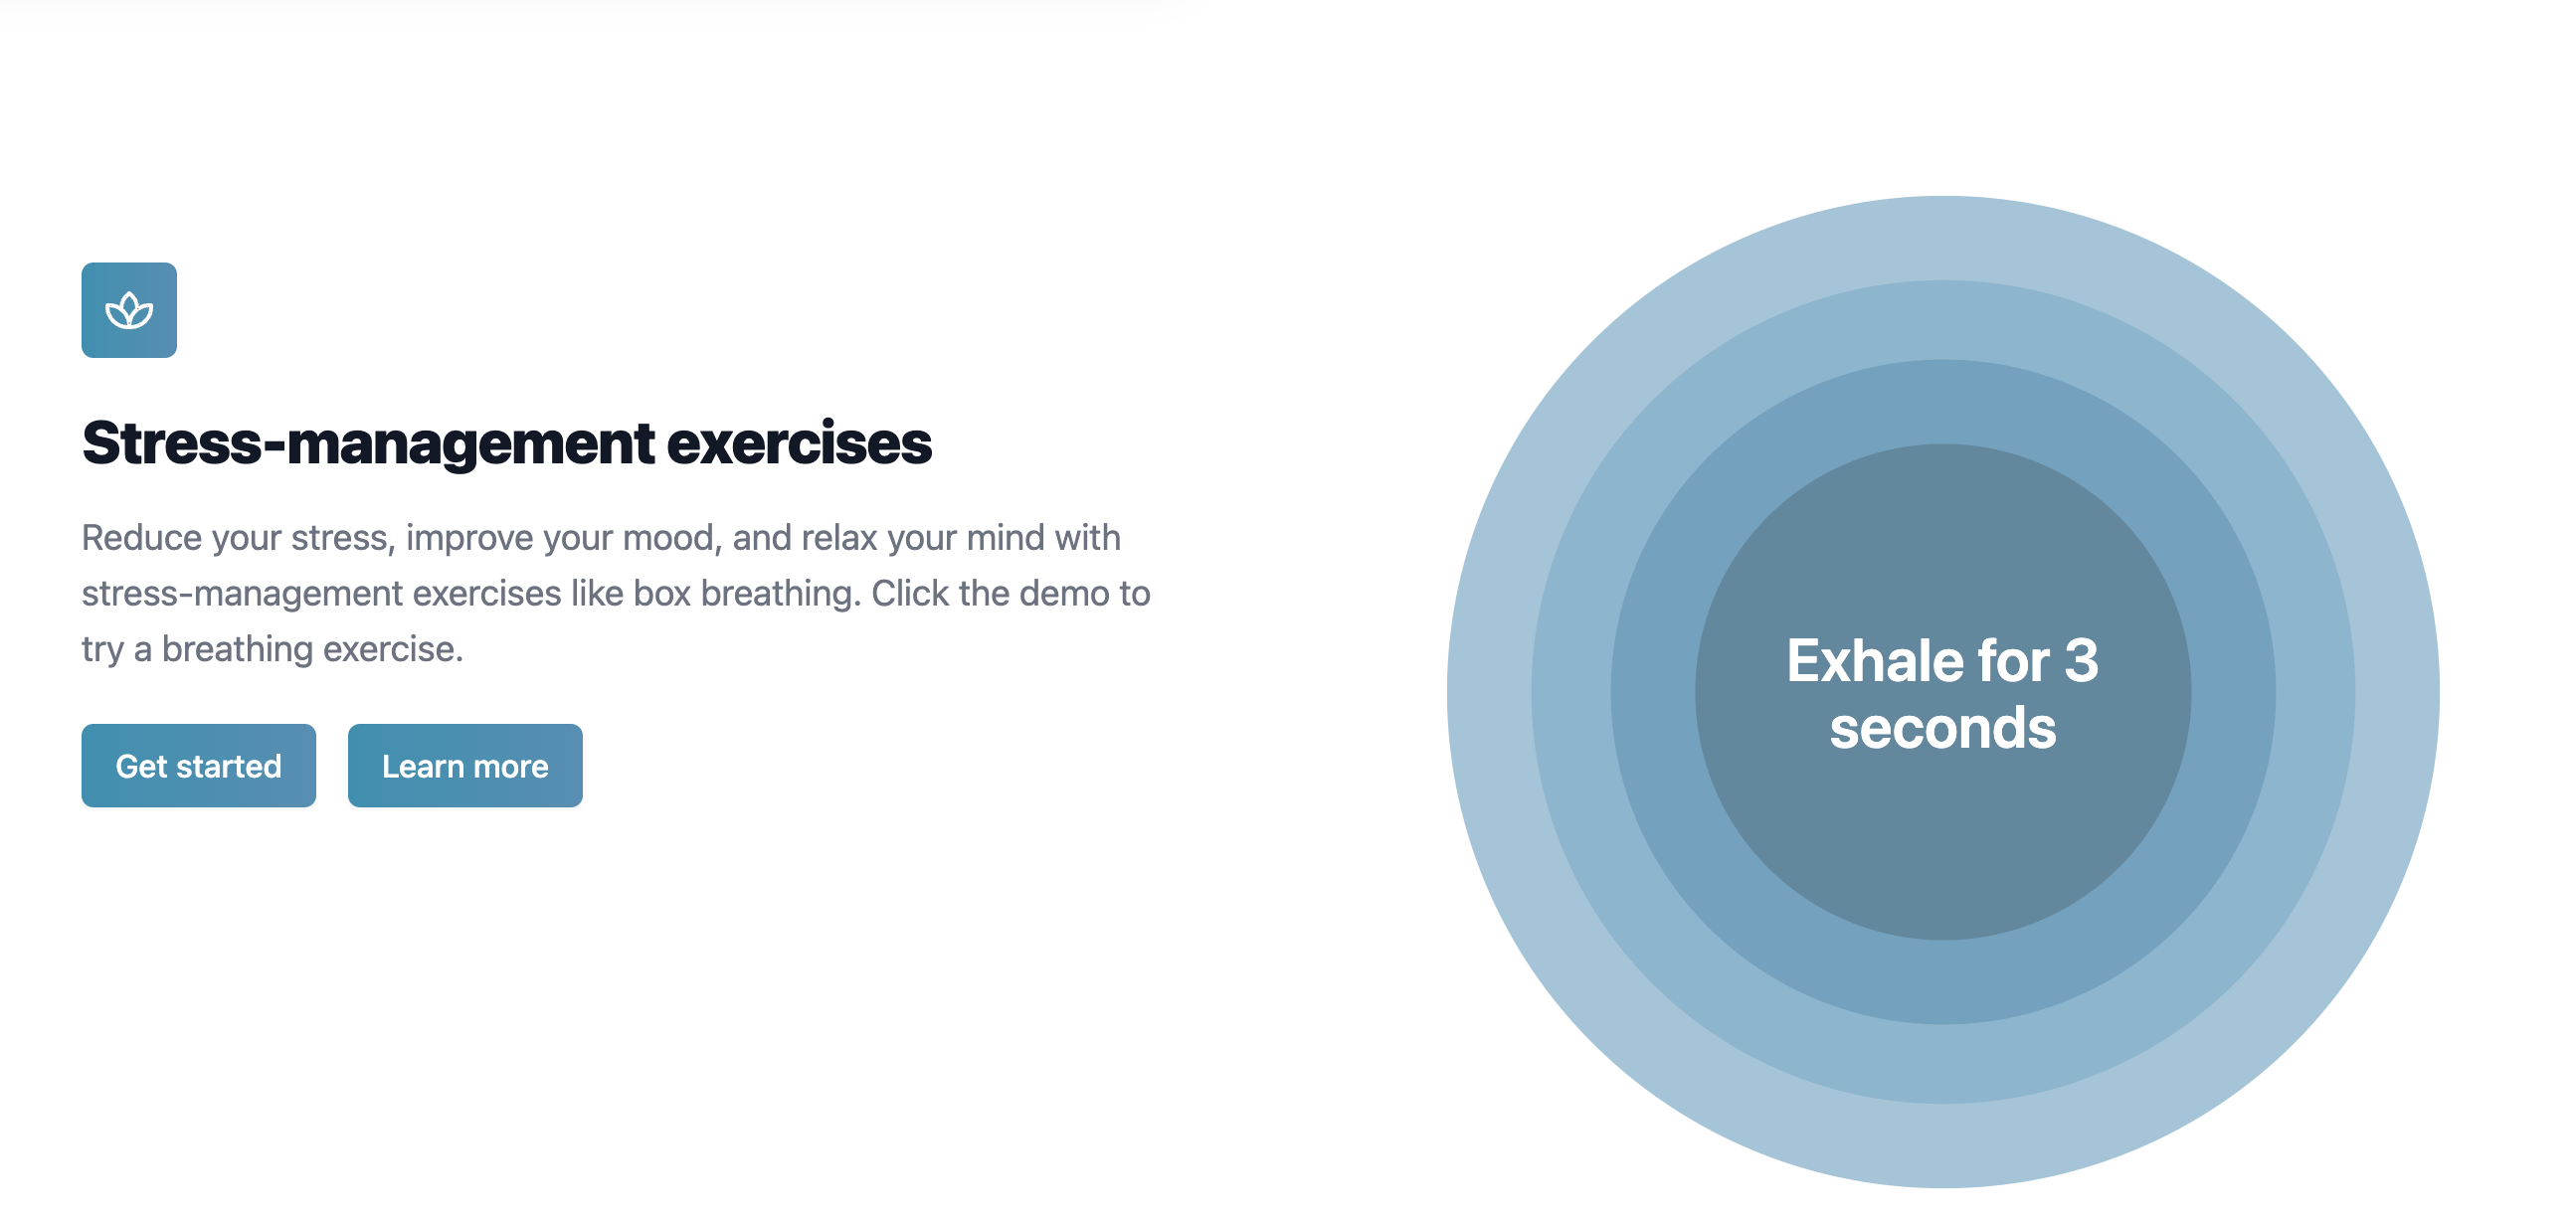 Stress-management exercises
Reduce your stress, improve your mood, and relax your mind with
stress-management exercises like box breathing. Click the demo to
try a breathing exercise.
Get started
Learn more
Exhale for 3
seconds